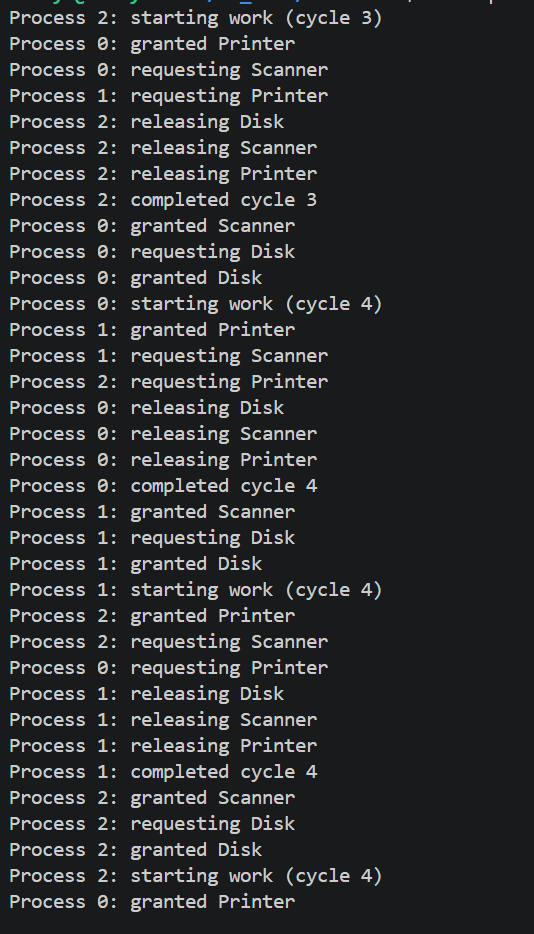 Process 2: starting work (cycle 3)
Process 0: granted Printer
Process 0: requesting Scanner
Process 1: requesting Printer
Process 2: releasing Disk
Process 2: releasing Scanner
Process 2: releasing Printer
Process 2: completed cycle 3
Process 0: granted Scanner
Process 0: requesting Disk
Process 0: granted Disk
Process 0: starting work (cycle 4)
Process 1: granted Printer
Process 1: requesting Scanner
Process 2: requesting Printer
Process 0: releasing Disk
Process 0: releasing Scanner
Process 0: releasing Printer
Process 0: completed cycle 4
Process 1: granted Scanner
Process 1: requesting Disk
Process 1: granted Disk
Process 1: starting work (cycle 4)
Process 2: granted Printer
Process 2: requesting Scanner
Process 0: requesting Printer
Process 1: releasing Disk
Process 1: releasing Scanner
Process 1: releasing Printer
Process 1: completed cycle 4
Process 2: granted Scanner
Process 2: requesting Disk
Process 2: granted Disk
Process 2: starting work (cycle 4)
Process 0: granted Printer